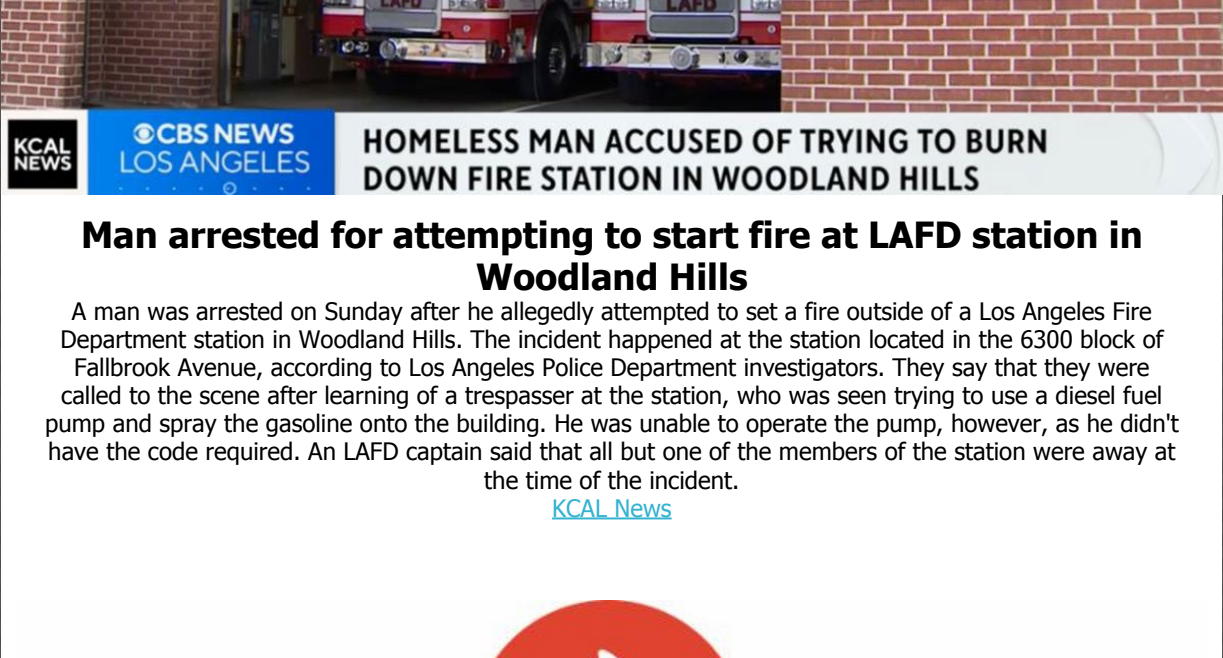 LAFD
LAFD
LAFD
KCAL
NEWS
CBS NEWS
LOS ANGELES
HOMELESS MAN ACCUSED OF TRYING TO BURN
DOWN FIRE STATION IN WOODLAND HILLS
Man arrested for attempting to start fire at LAFD station in
Woodland Hills
A man was arrested on Sunday after he allegedly attempted to set a fire outside of a Los Angeles Fire
Department station in Woodland Hills. The incident happened at the station located in the 6300 block of
Fallbrook Avenue, according to Los Angeles Police Department investigators. They say that they were
called to the scene after learning of a trespasser at the station, who was seen trying to use a diesel fuel
pump and spray the gasoline onto the building. He was unable to operate the pump, however, as he didn't
have the code required. An LAFD captain said that all but one of the members of the station were away at
the time of the incident.
KCAL News